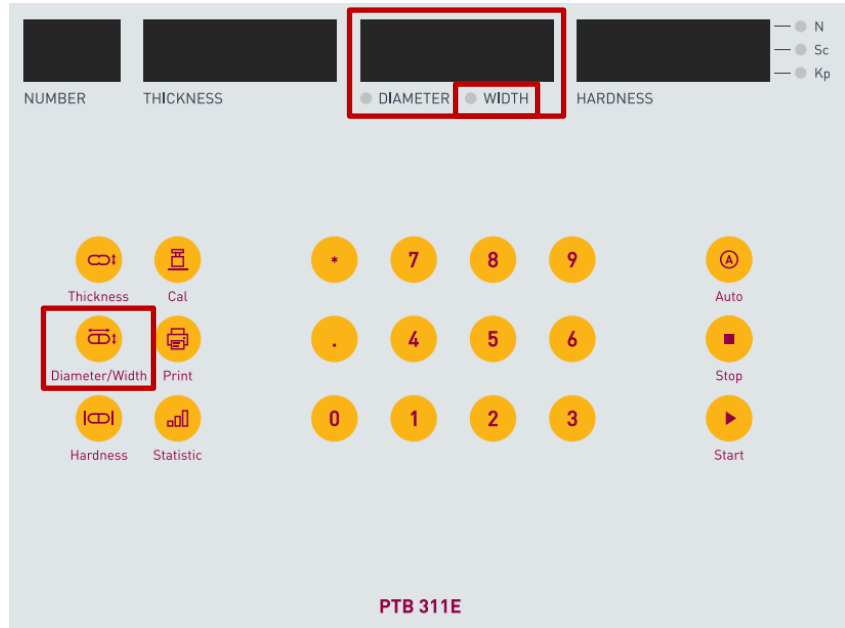 N
Sc
Kp
NUMBER THICKNESS DIAMETER WIDTH HARDNESS
* 7 8 9 A
Thickness Cal Auto
. 4 5 6
Diameter/Width Print Stop
0 1 2 3
Hardness Statistic Start
PTB 311E